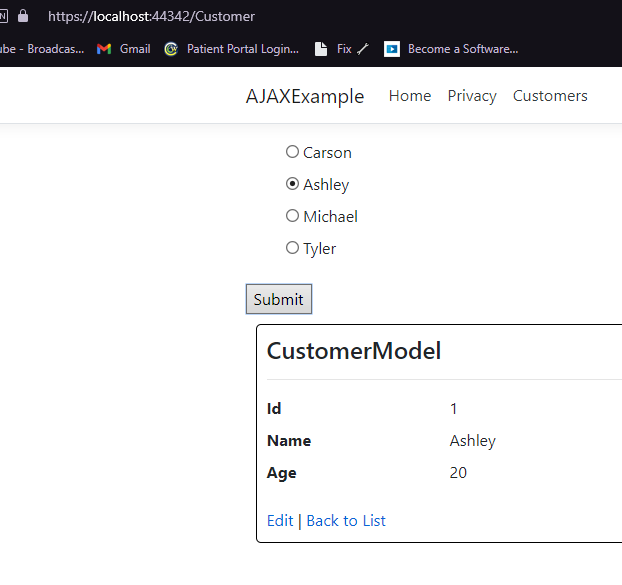 https://localhost:44342/Customer
ube - Broadcas... Gmail Patient Portal Login... Fix Become a Software...
AJAXExample Home Privacy Customers
Carson
Ashley
Michael
Tyler
Submit
CustomerModel
Id 1
Name Ashley
Age 20
Edit | Back to List